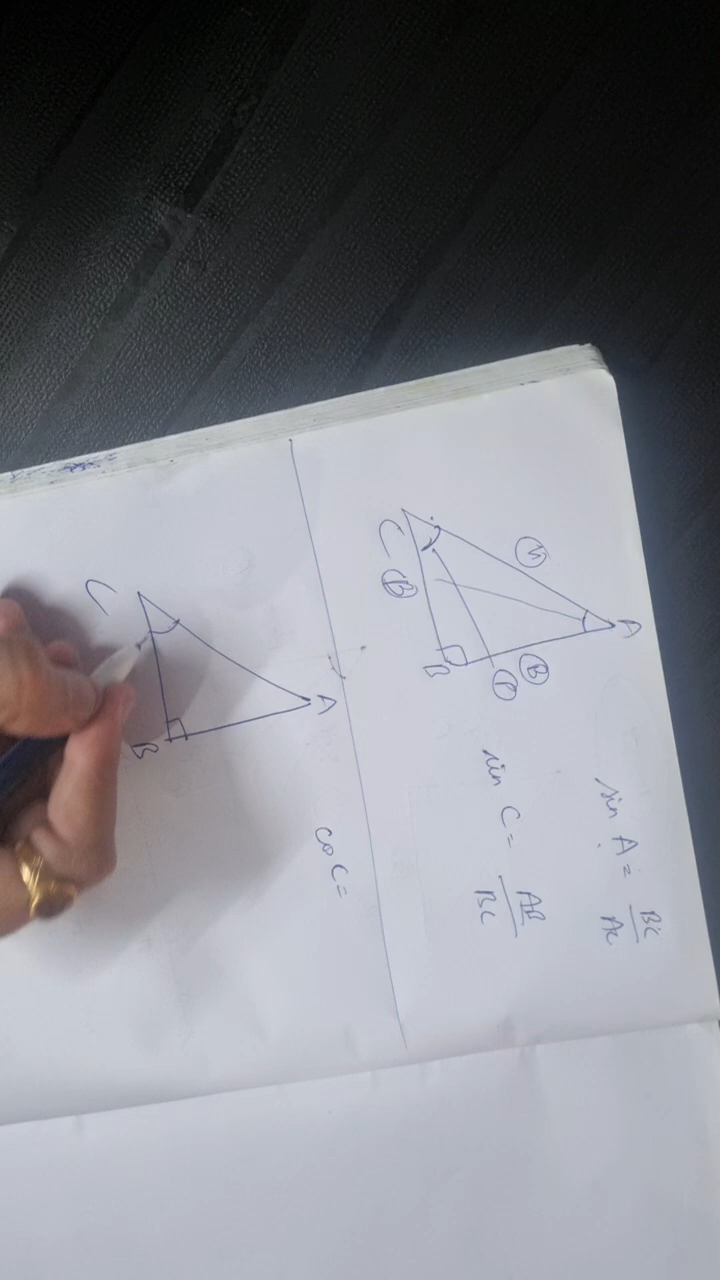 A
H
B
P
C
B
B
sin A = BC/AC
sin C = AB/BC
A
C
B
cos C =